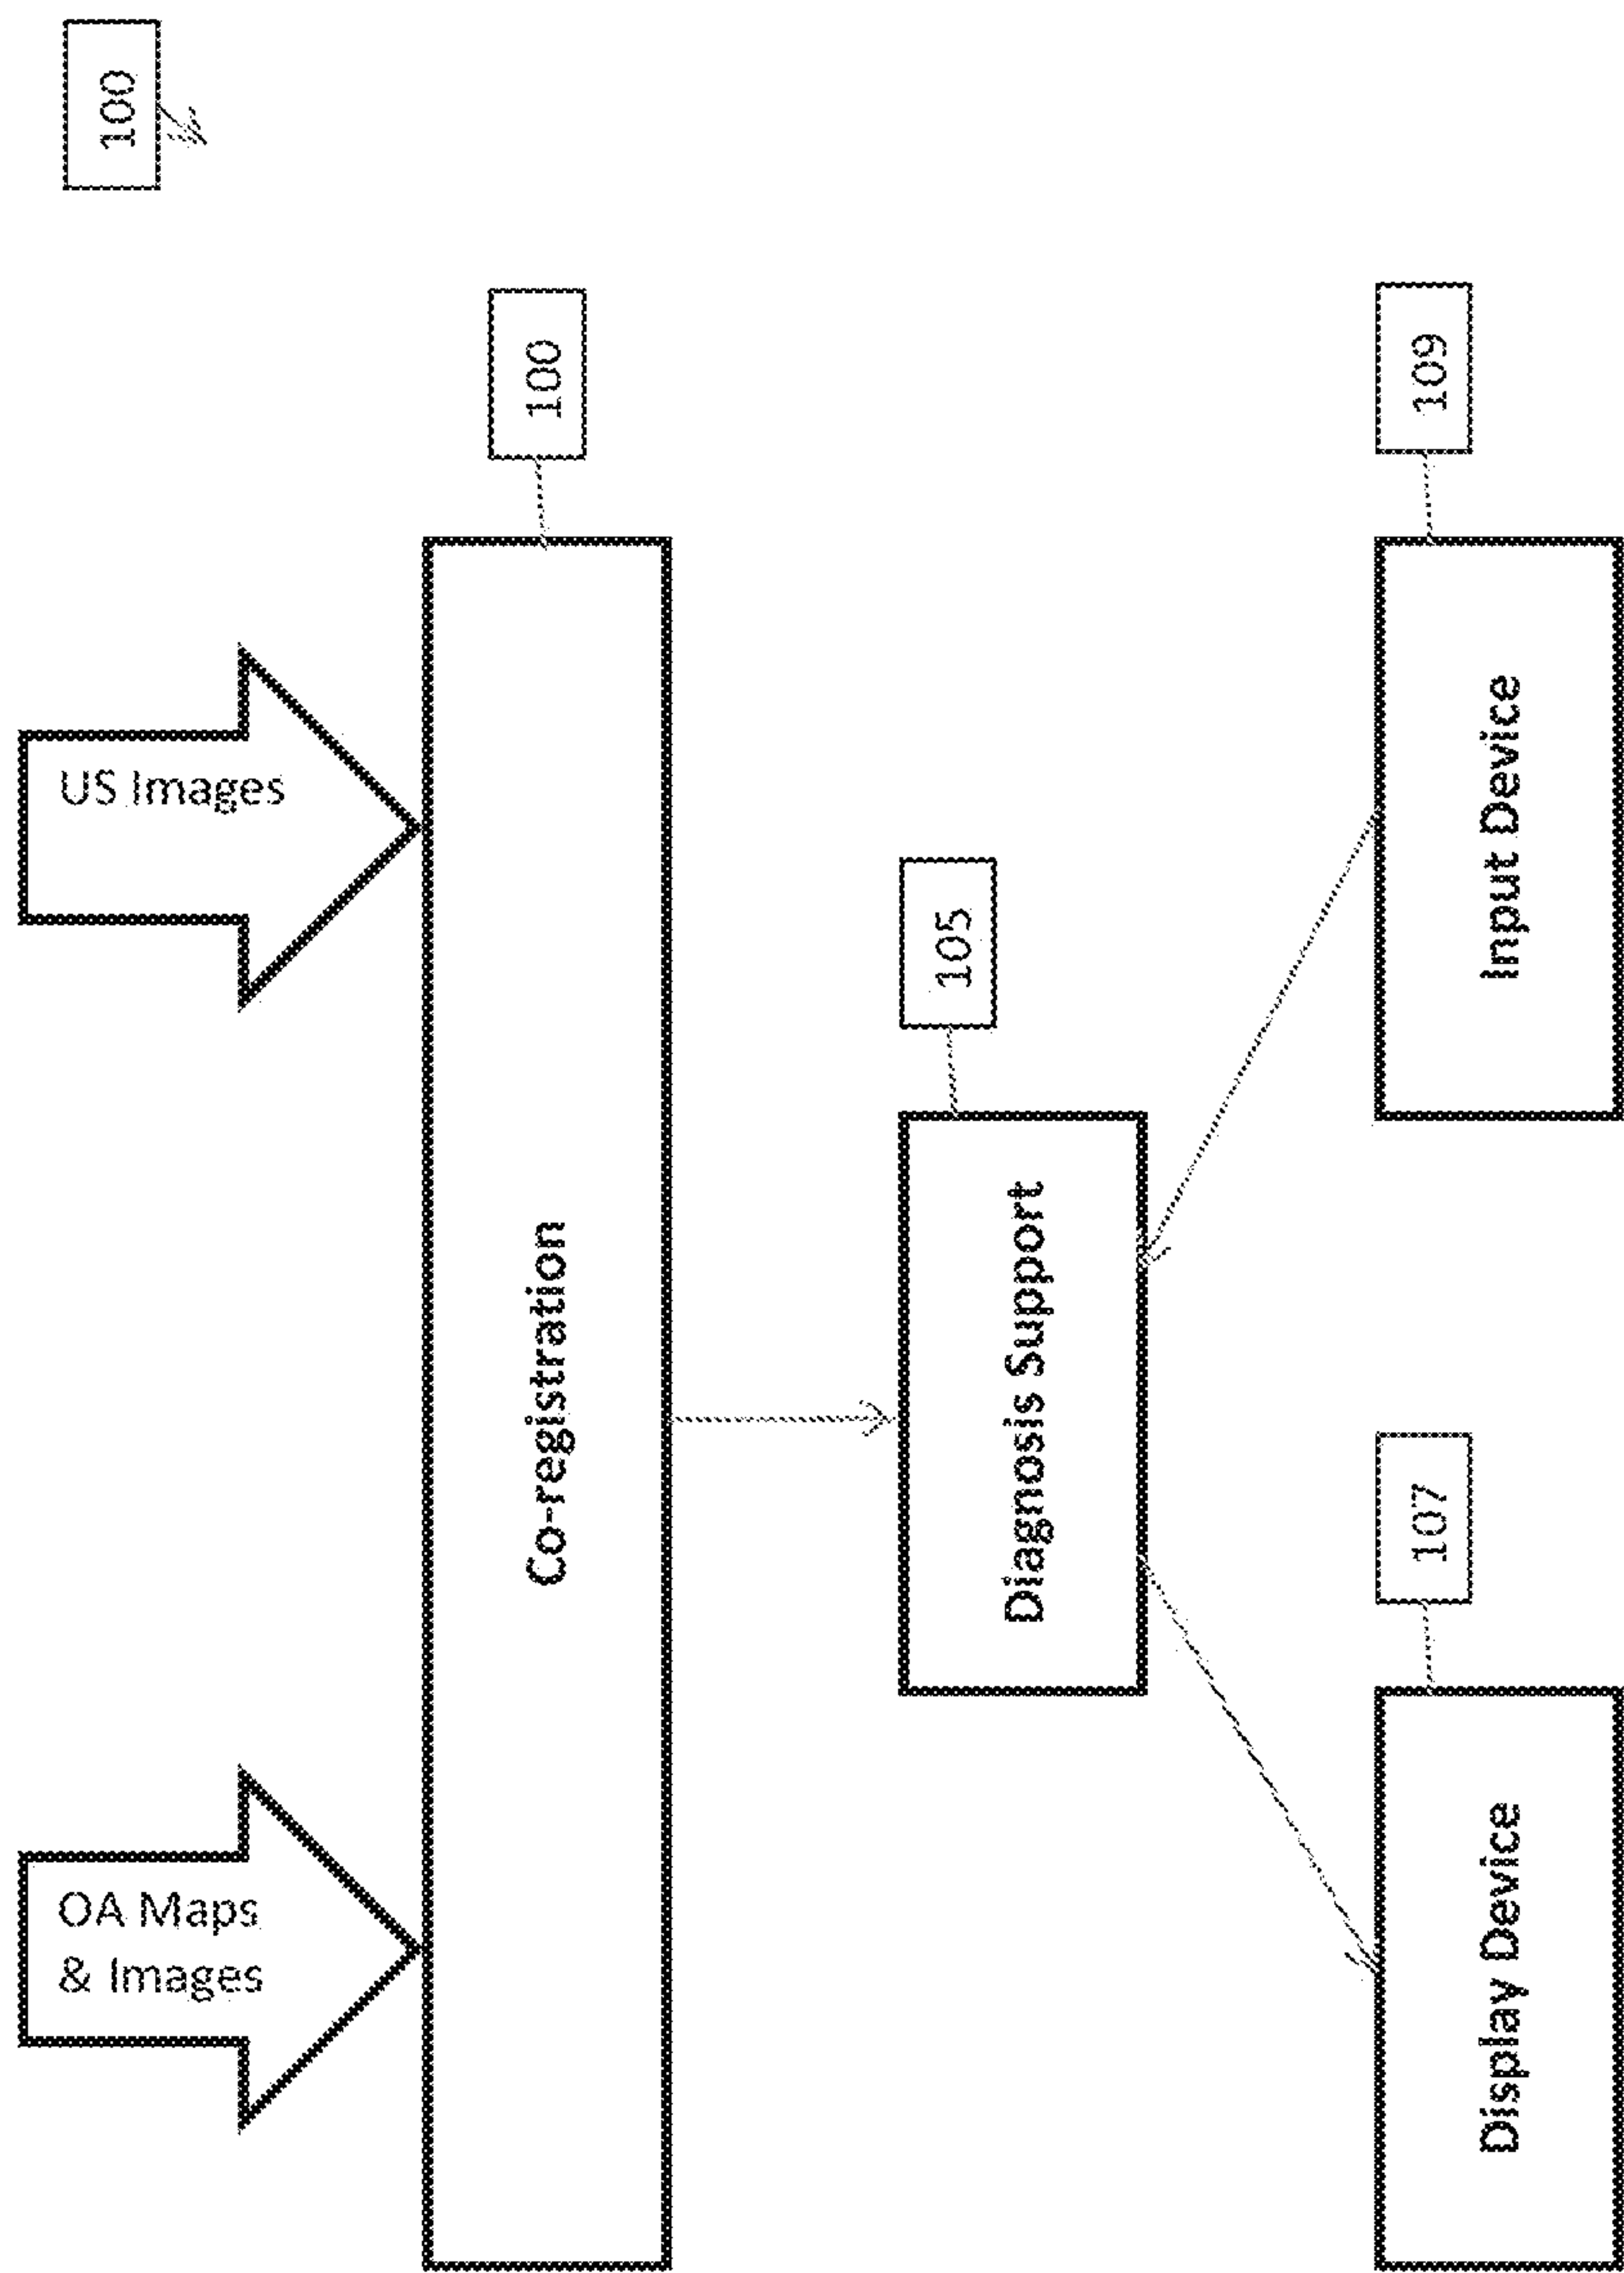 100
OA Maps
& Images
US Images
Co-registration
100
Diagnosis Support
105
Display Device
107
Input Device
109